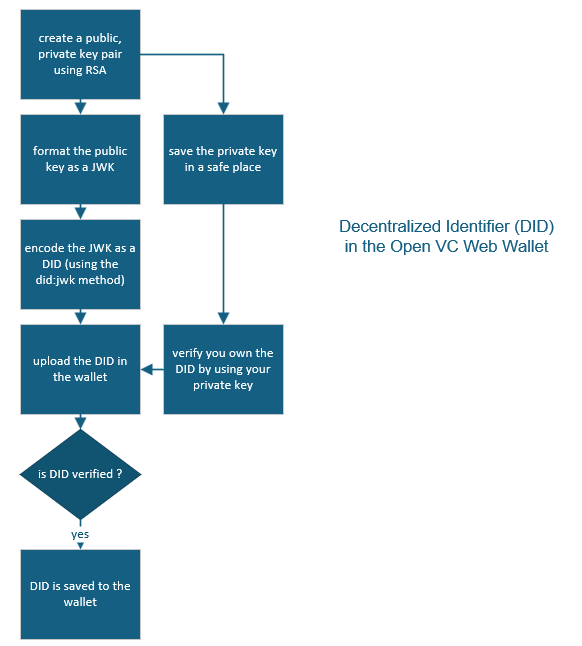 create a public,
private key pair
using RSA
format the public
key as a JWK
save the private key
in a safe place
Decentralized Identifier (DID)
in the Open VC Web Wallet
encode the JWK as a
DID (using the
did:jwk method)
upload the DID in
the wallet
verify you own the
DID by using your
private key
is DID verified ?
yes
DID is saved to the
wallet